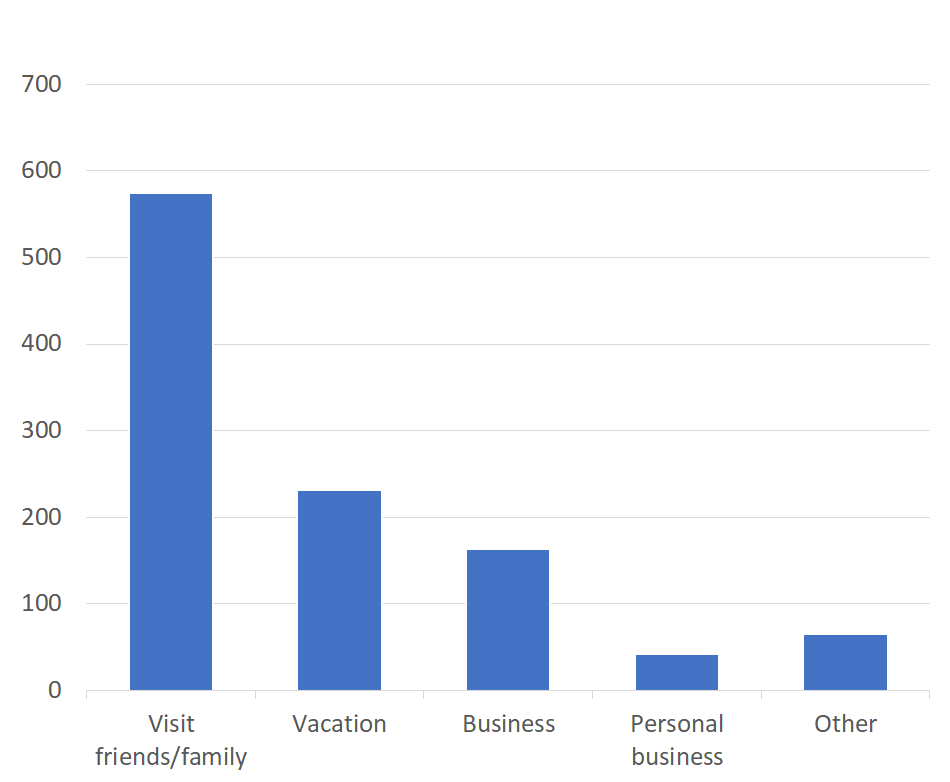 700
600
500
400
300
200
100
0
Visit friends/family
Vacation
Business
Personal business
Other